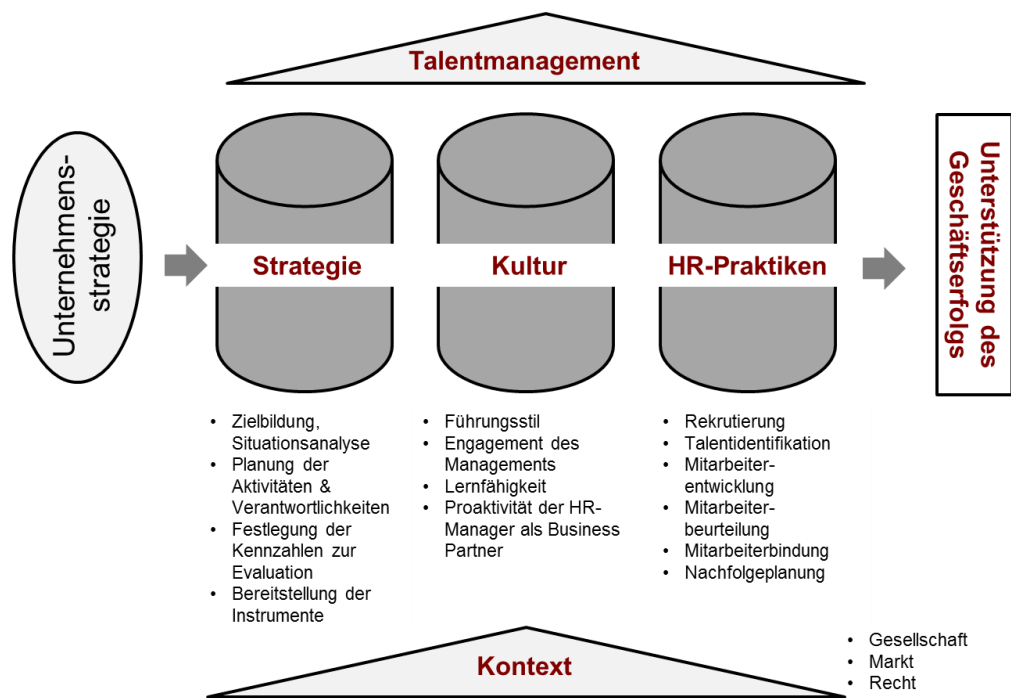 Talentmanagement
Unternehmens-
strategie
Strategie
Kultur
HR-Praktiken
Unterstützung des
Geschäftserfolgs
• Zielbildung,
Situationsanalyse
• Planung der
Aktivitäten &
Verantwortlichkeiten
• Festlegung der
Kennzahlen zur
Evaluation
• Bereitstellung der
Instrumente
• Führungsstil
• Engagement des
Managements
• Lernfähigkeit
• Proaktivität der HR-
Manager als Business
Partner
• Rekrutierung
• Talentidentifikation
• Mitarbeiter-
entwicklung
• Mitarbeiter-
beurteilung
• Mitarbeiterbindung
• Nachfolgeplanung
Kontext
• Gesellschaft
• Markt
• Recht